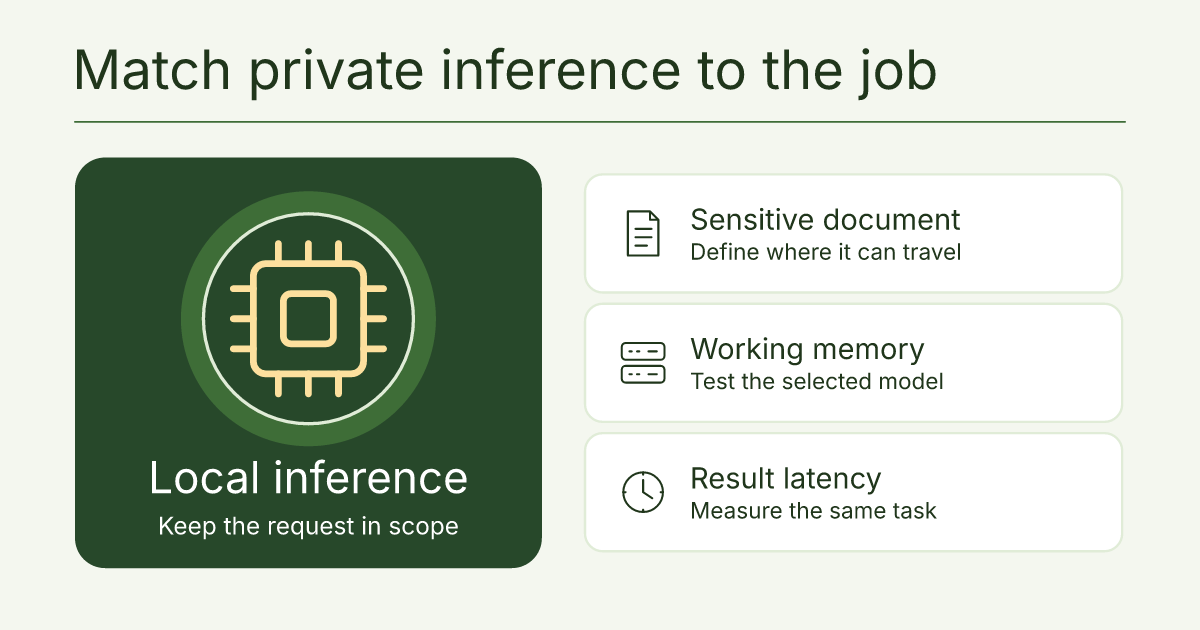 Match private inference to the job
Local inference
Keep the request in scope
Sensitive document
Define where it can travel
Working memory
Test the selected model
Result latency
Measure the same task